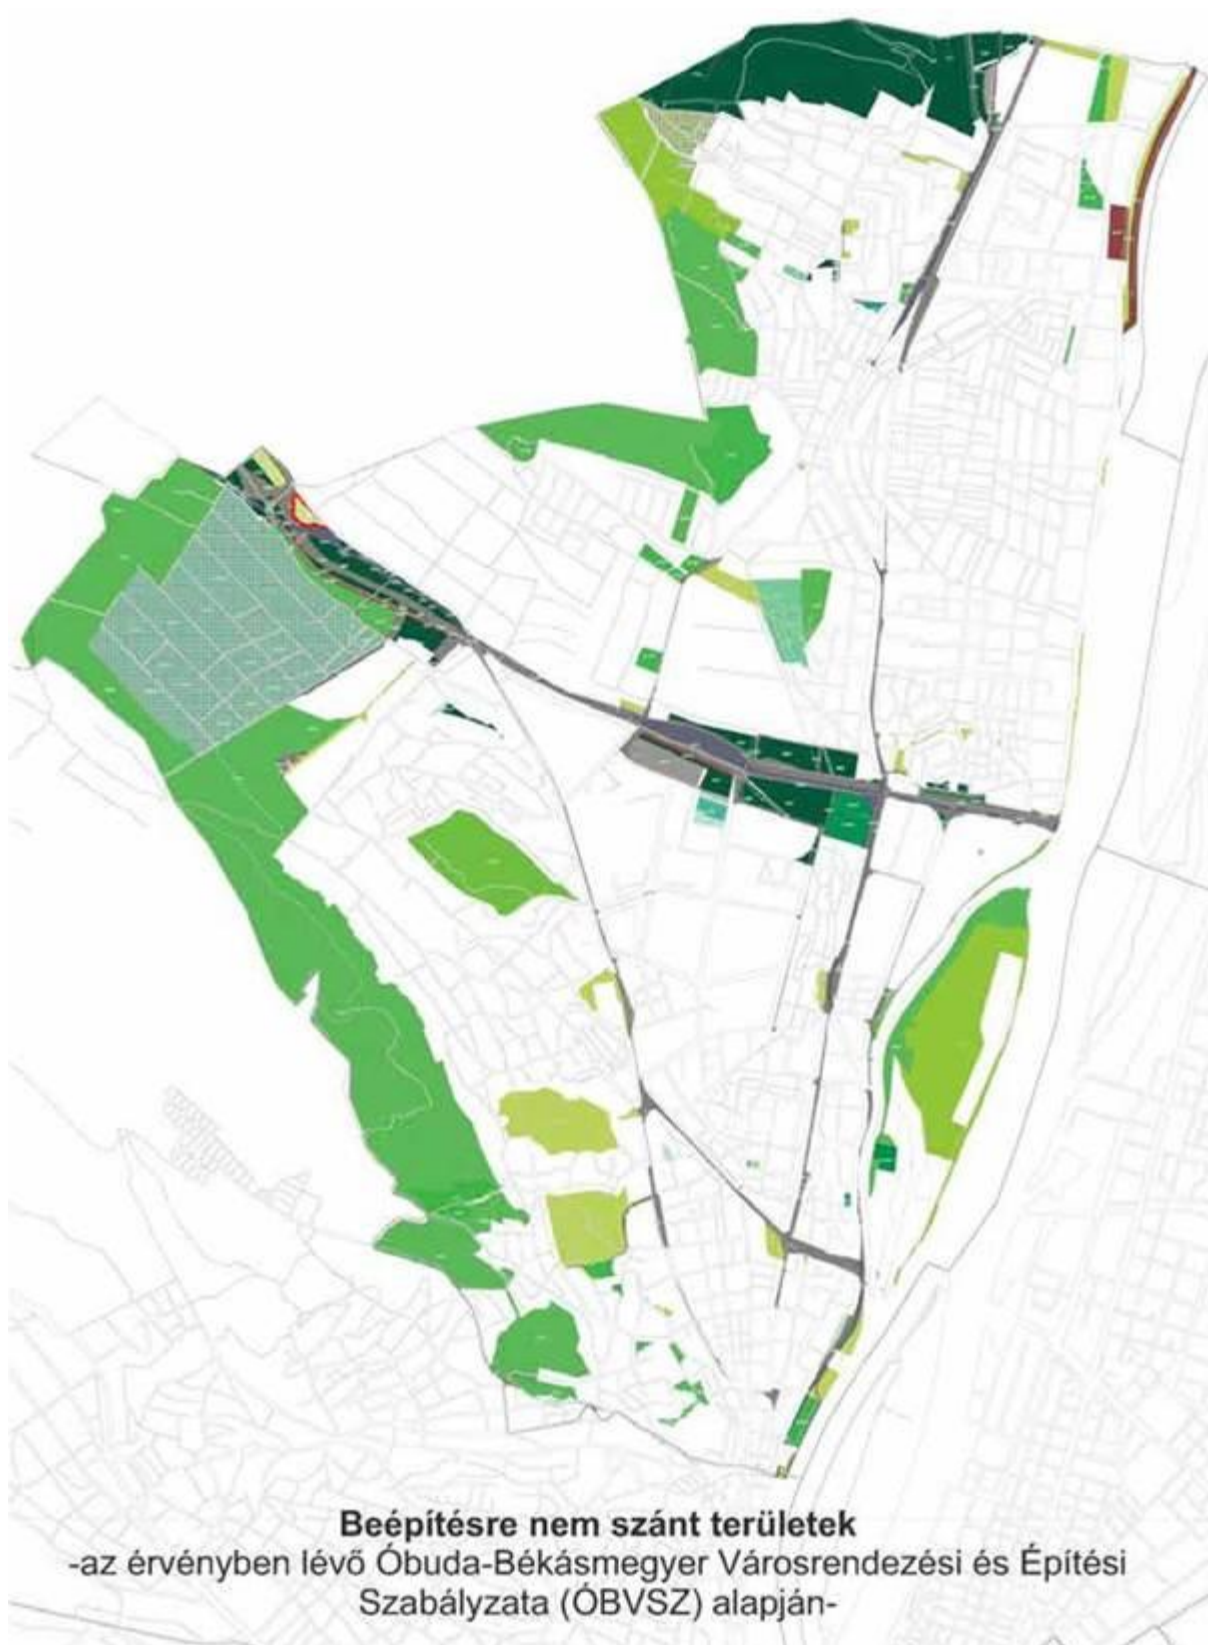 Beépítésre nem szánt területek
-az érvényben lévő Óbuda-Békásmegyer Városrendezési és Építési
Szabályzata (ÓBVSZ) alapján-